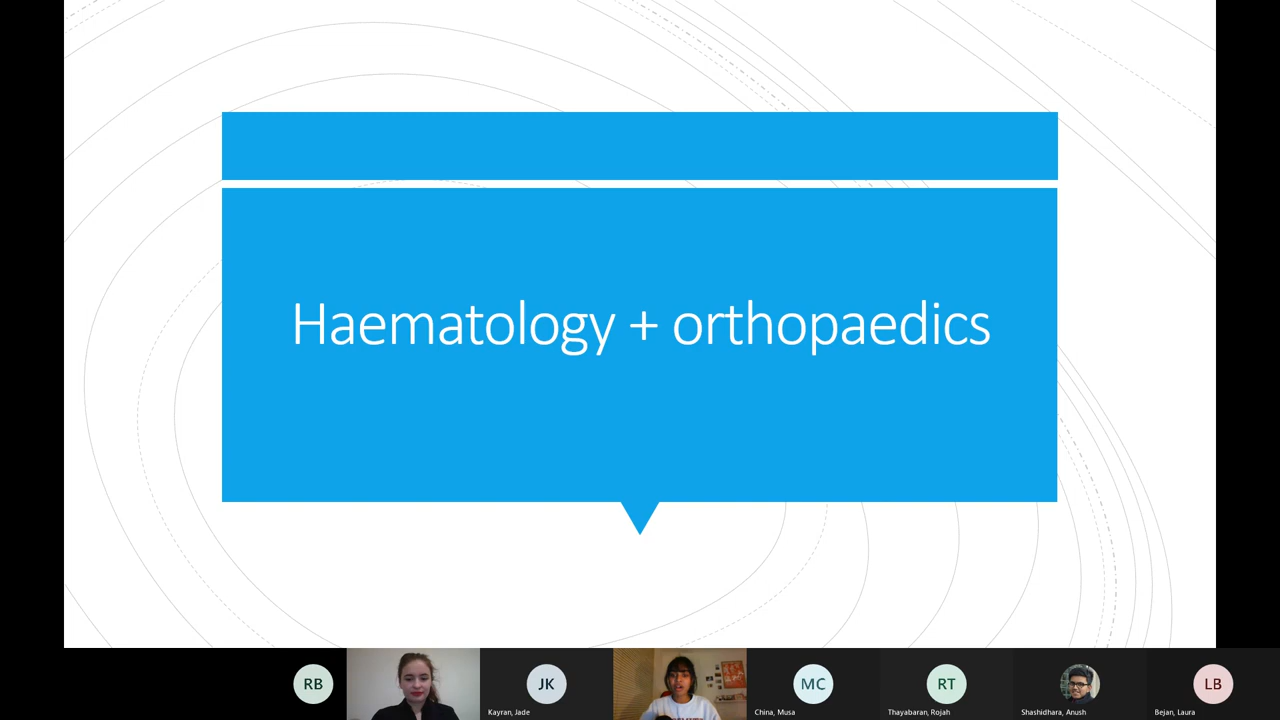 Haematology + orthopaedics
RB
JK
Kayran, Jade
MC
China, Musa
RT
Thayabaran, Rojah
Shashidhara, Anush
LB
Bejan, Laura